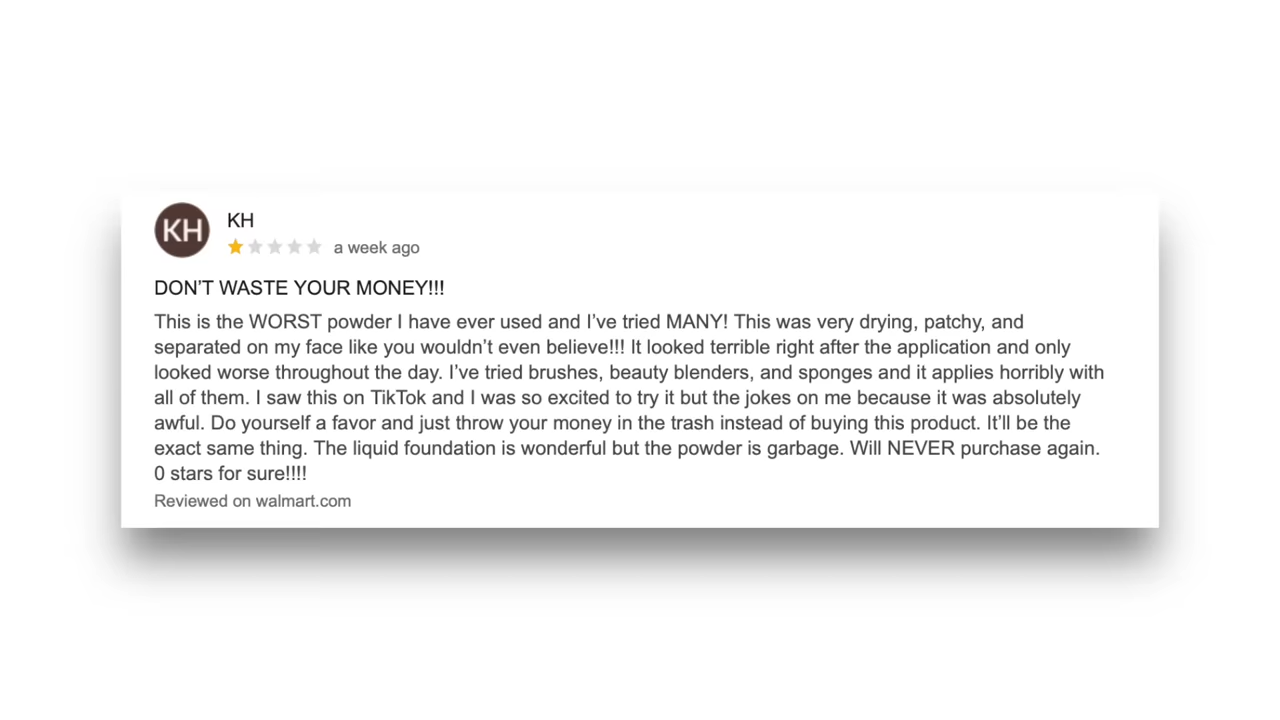 KH
KH
a week ago
DON’T WASTE YOUR MONEY!!!
This is the WORST powder I have ever used and I’ve tried MANY! This was very drying, patchy, and
separated on my face like you wouldn’t even believe!!! It looked terrible right after the application and only
looked worse throughout the day. I’ve tried brushes, beauty blenders, and sponges and it applies horribly with
all of them. I saw this on TikTok and I was so excited to try it but the jokes on me because it was absolutely
awful. Do yourself a favor and just throw your money in the trash instead of buying this product. It’ll be the
exact same thing. The liquid foundation is wonderful but the powder is garbage. Will NEVER purchase again.
0 stars for sure!!!!
Reviewed on walmart.com